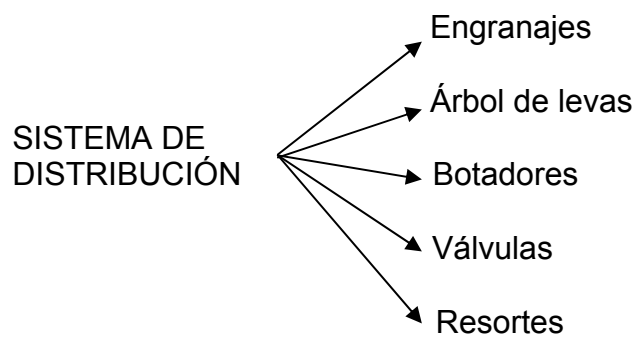 Engranajes
Árbol de levas
SISTEMA DE
DISTRIBUCIÓN
Botadores
Válvulas
Resortes